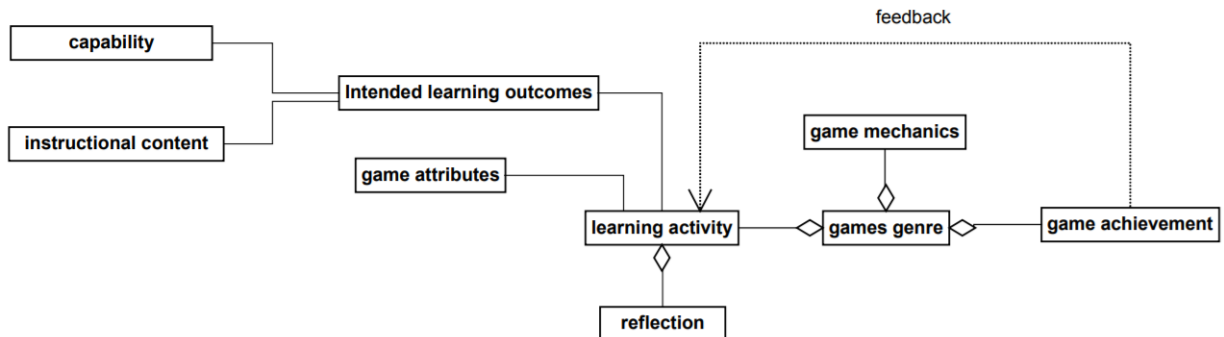 feedback
capability
Intended learning outcomes
instructional content
game attributes
game mechanics
learning activity
games genre
game achievement
reflection